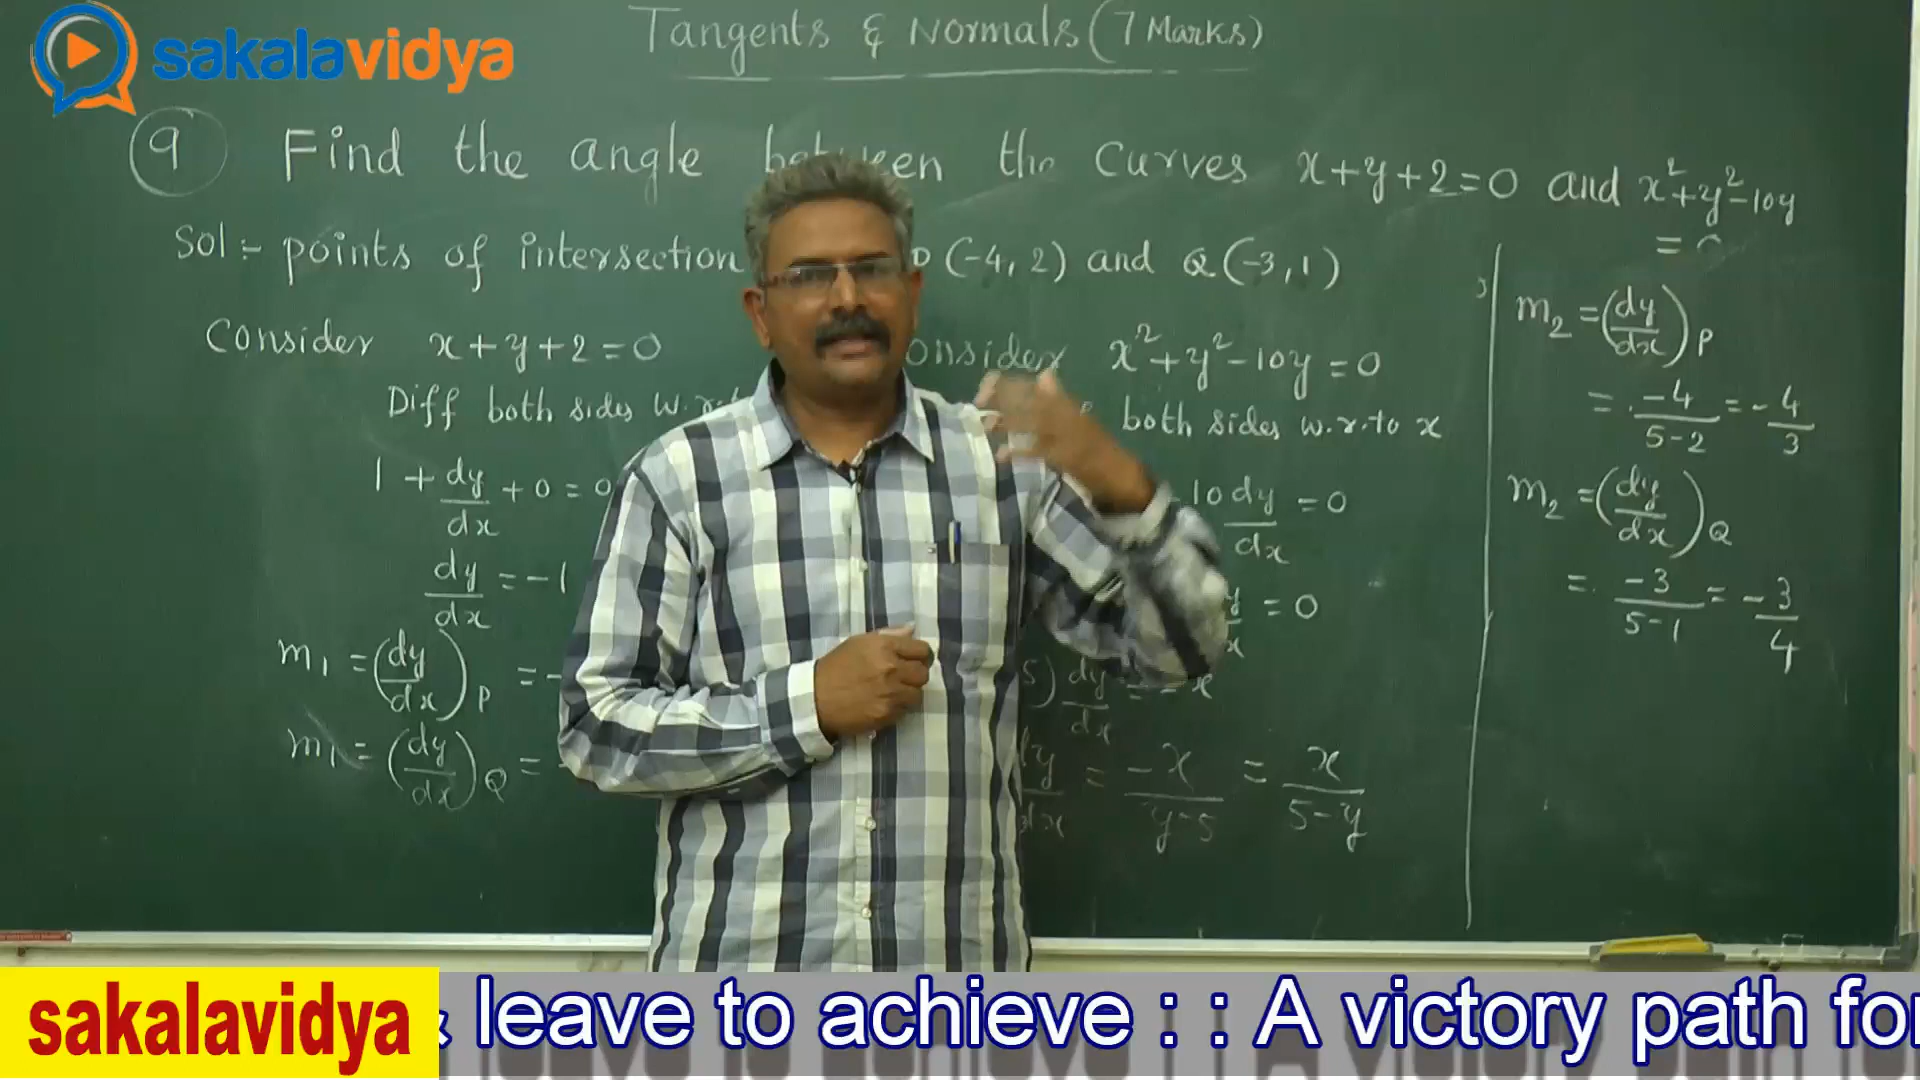 sakalavidya
Tangents & Normals (7 Marks)
9 Find the angle between the curves x+y+2=0 and x²+y²-10y
= 0
Sol:- points of intersection P(-4, 2) and Q(-3, 1)
Consider x+y+2=0
Diff both sides w.r.t
1 + dy/dx + 0 = 0
dy/dx = -1
m₁ = (dy/dx)P = -
m₁ = (dy/dx)Q =
onsider x²+y²-10y=0
both sides w.r.to x
-10 dy/dx = 0
= 0
5) dy/dx = -x
dy/dx = -x/y-5 = x/5-y
m₂ = (dy/dx)P
= -4/5-2 = -4/3
m₂ = (dy/dx)Q
= -3/5-1 = -3/4
sakalavidya
& leave to achieve : : A victory path for